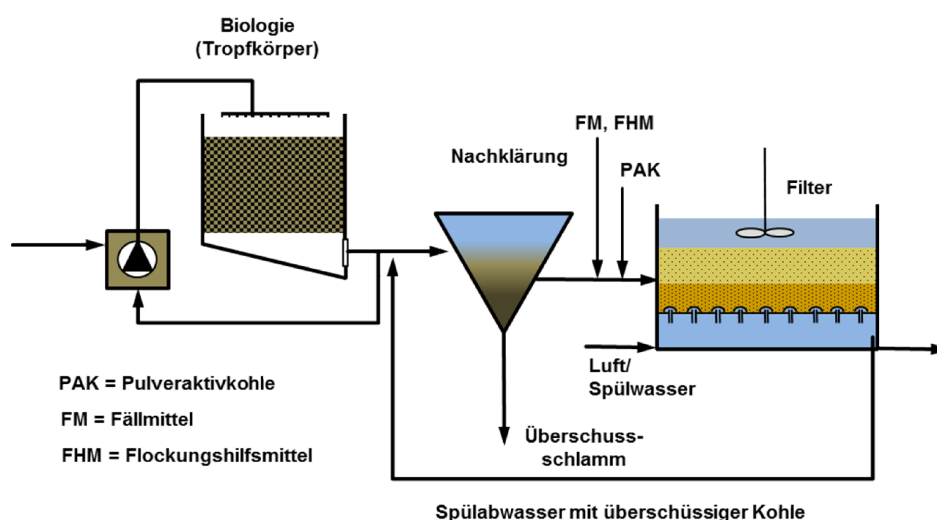 Biologie
(Tropfkörper)
FM, FHM
Nachklärung
PAK
Filter
Luft/
Spülwasser
PAK = Pulveraktivkohle
FM = Fällmittel
FHM = Flockungshilfsmittel
Überschuss-
schlamm
Spülabwasser mit überschüssiger Kohle